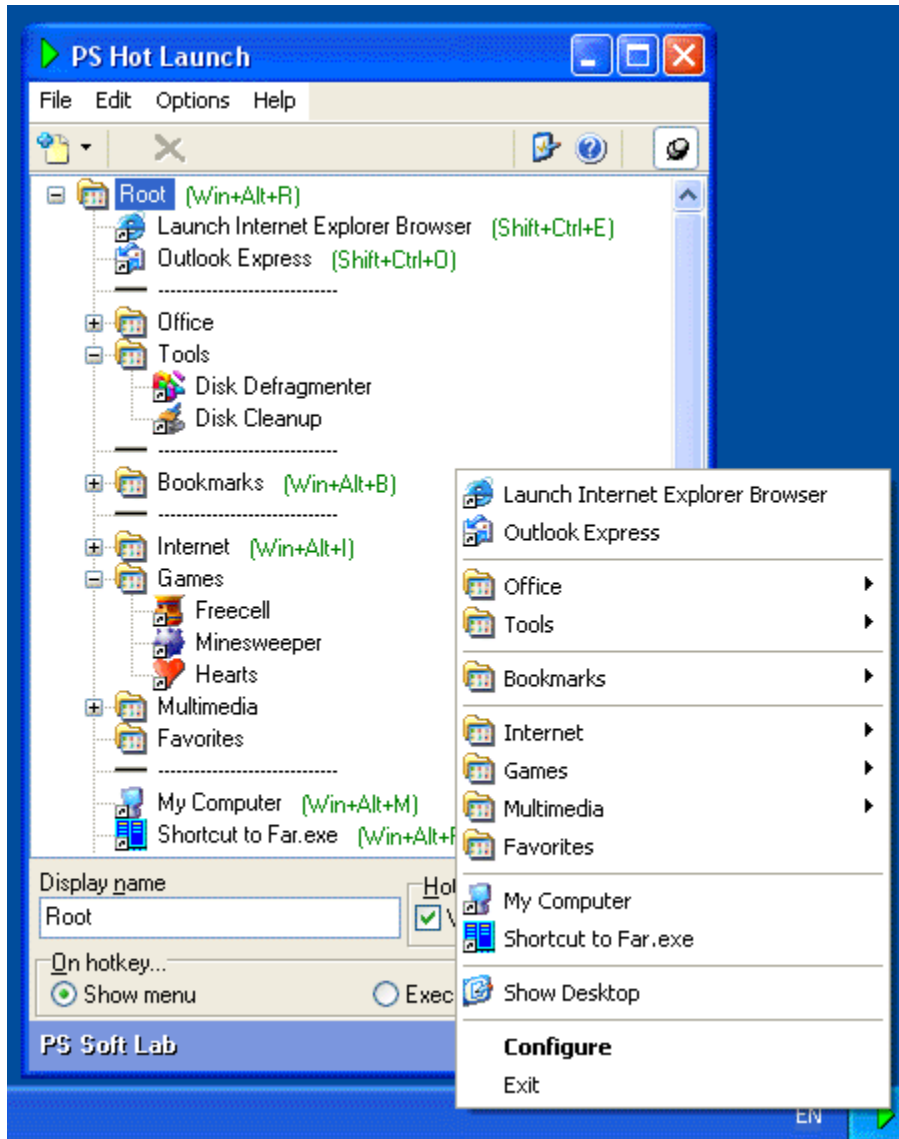 PS Hot Launch
File Edit Options Help
Root (Win+Alt+R)
Launch Internet Explorer Browser (Shift+Ctrl+E)
Outlook Express (Shift+Ctrl+O)
----------------------------
Office
Tools
Disk Defragmenter
Disk Cleanup
----------------------------
Bookmarks (Win+Alt+B)
----------------------------
Internet (Win+Alt+I)
Games
Freecell
Minesweeper
Hearts
Multimedia
Favorites
----------------------------
My Computer (Win+Alt+M)
Shortcut to Far.exe (Win+Alt+
Display name
Root
On hotkey...
Show menu
PS Soft Lab
Launch Internet Explorer Browser
Outlook Express
Office
Tools
Bookmarks
Internet
Games
Multimedia
Favorites
My Computer
Shortcut to Far.exe
Show Desktop
Configure
Exit
EN